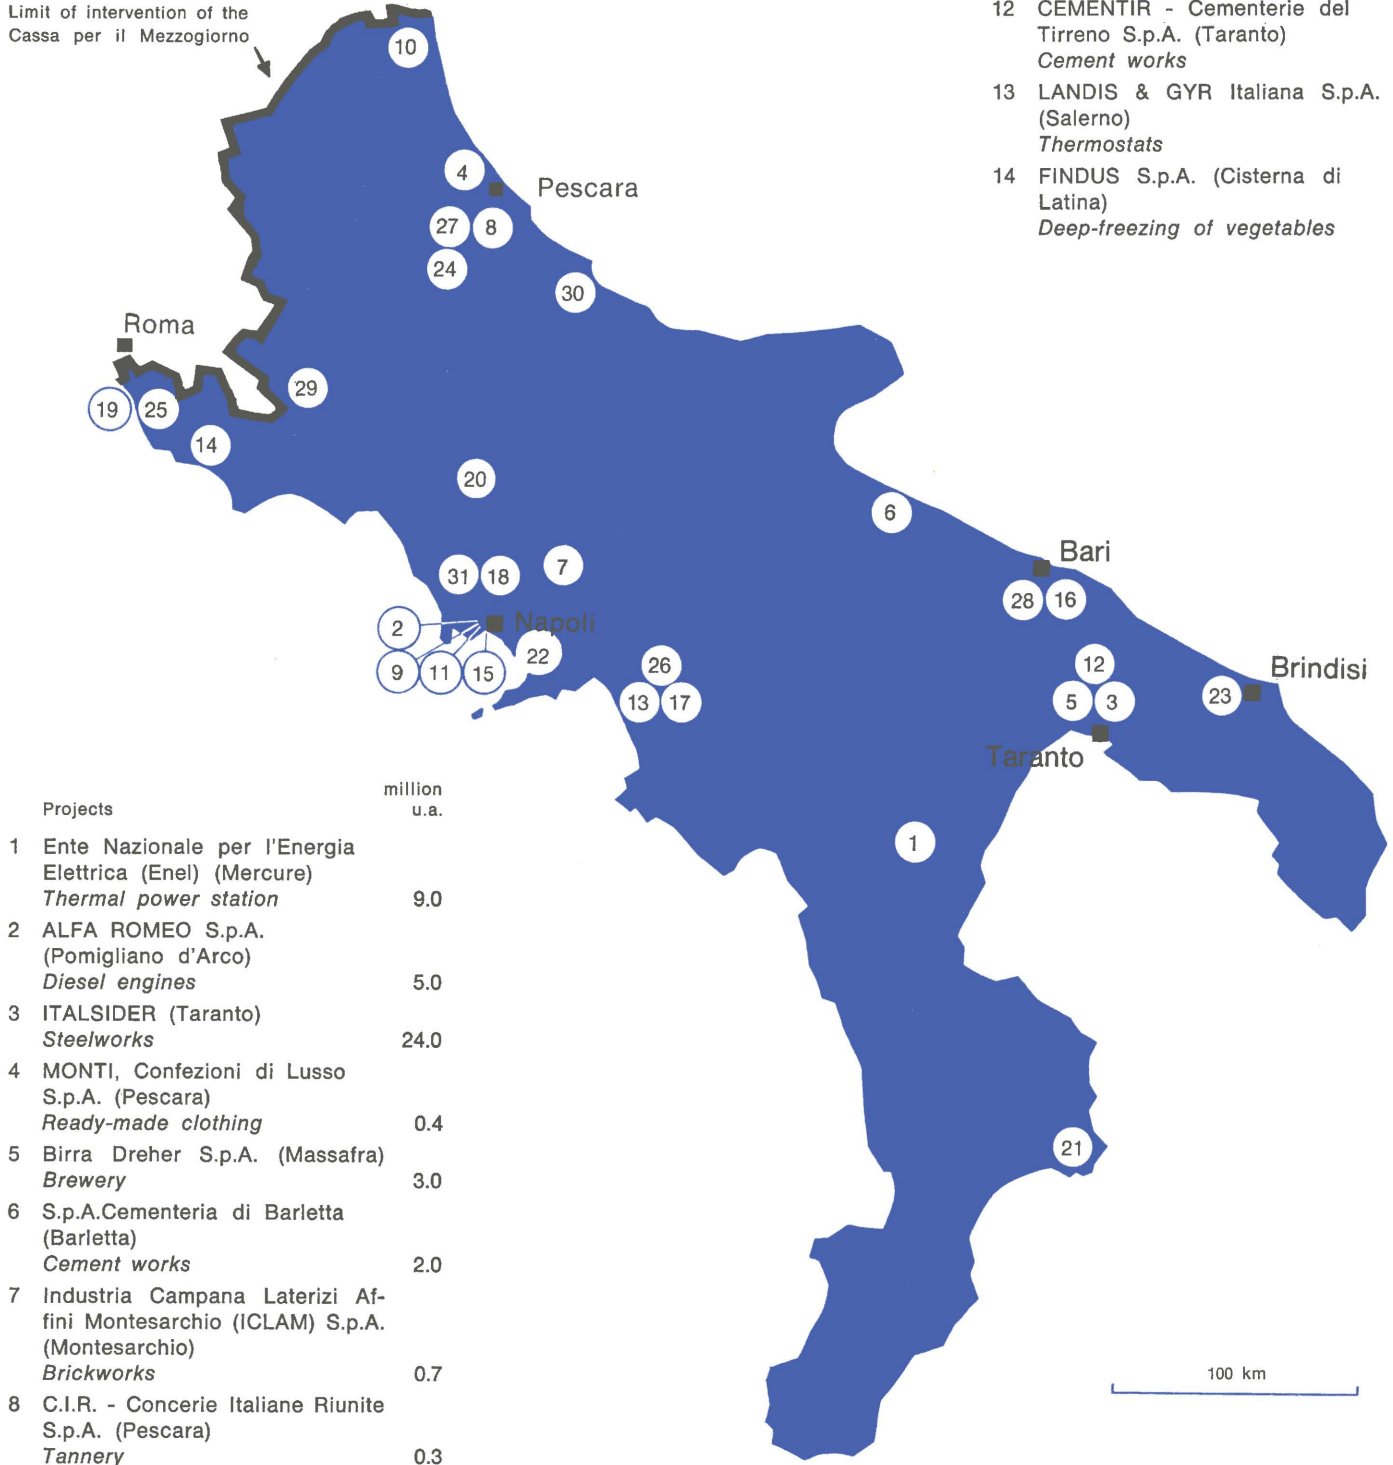 Limit of intervention of the
Cassa per il Mezzogiorno
12 CEMENTIR - Cementerie del
Tirreno S.p.A. (Taranto)
Cement works
13 LANDIS & GYR Italiana S.p.A.
(Salerno)
Thermostats
14 FINDUS S.p.A. (Cisterna di
Latina)
Deep-freezing of vegetables
10
4
Pescara
27 8
24
30
Roma
29
19 25
14
20
6
Bari
31 18 7
28 16
2 Napoli
22
9 11 15
26
13 17
12
Brindisi
5 3 23
Taranto
1
21
100 km
Projects million
u.a.
1 Ente Nazionale per l'Energia
Elettrica (Enel) (Mercure)
Thermal power station 9.0
2 ALFA ROMEO S.p.A.
(Pomigliano d'Arco)
Diesel engines 5.0
3 ITALSIDER (Taranto)
Steelworks 24.0
4 MONTI, Confezioni di Lusso
S.p.A. (Pescara)
Ready-made clothing 0.4
5 Birra Dreher S.p.A. (Massafra)
Brewery 3.0
6 S.p.A.Cementeria di Barletta
(Barletta)
Cement works 2.0
7 Industria Campana Laterizi Af-
fini Montesarchio (ICLAM) S.p.A.
(Montesarchio)
Brickworks 0.7
8 C.I.R. - Concerie Italiane Riunite
S.p.A. (Pescara)
Tannery 0.3